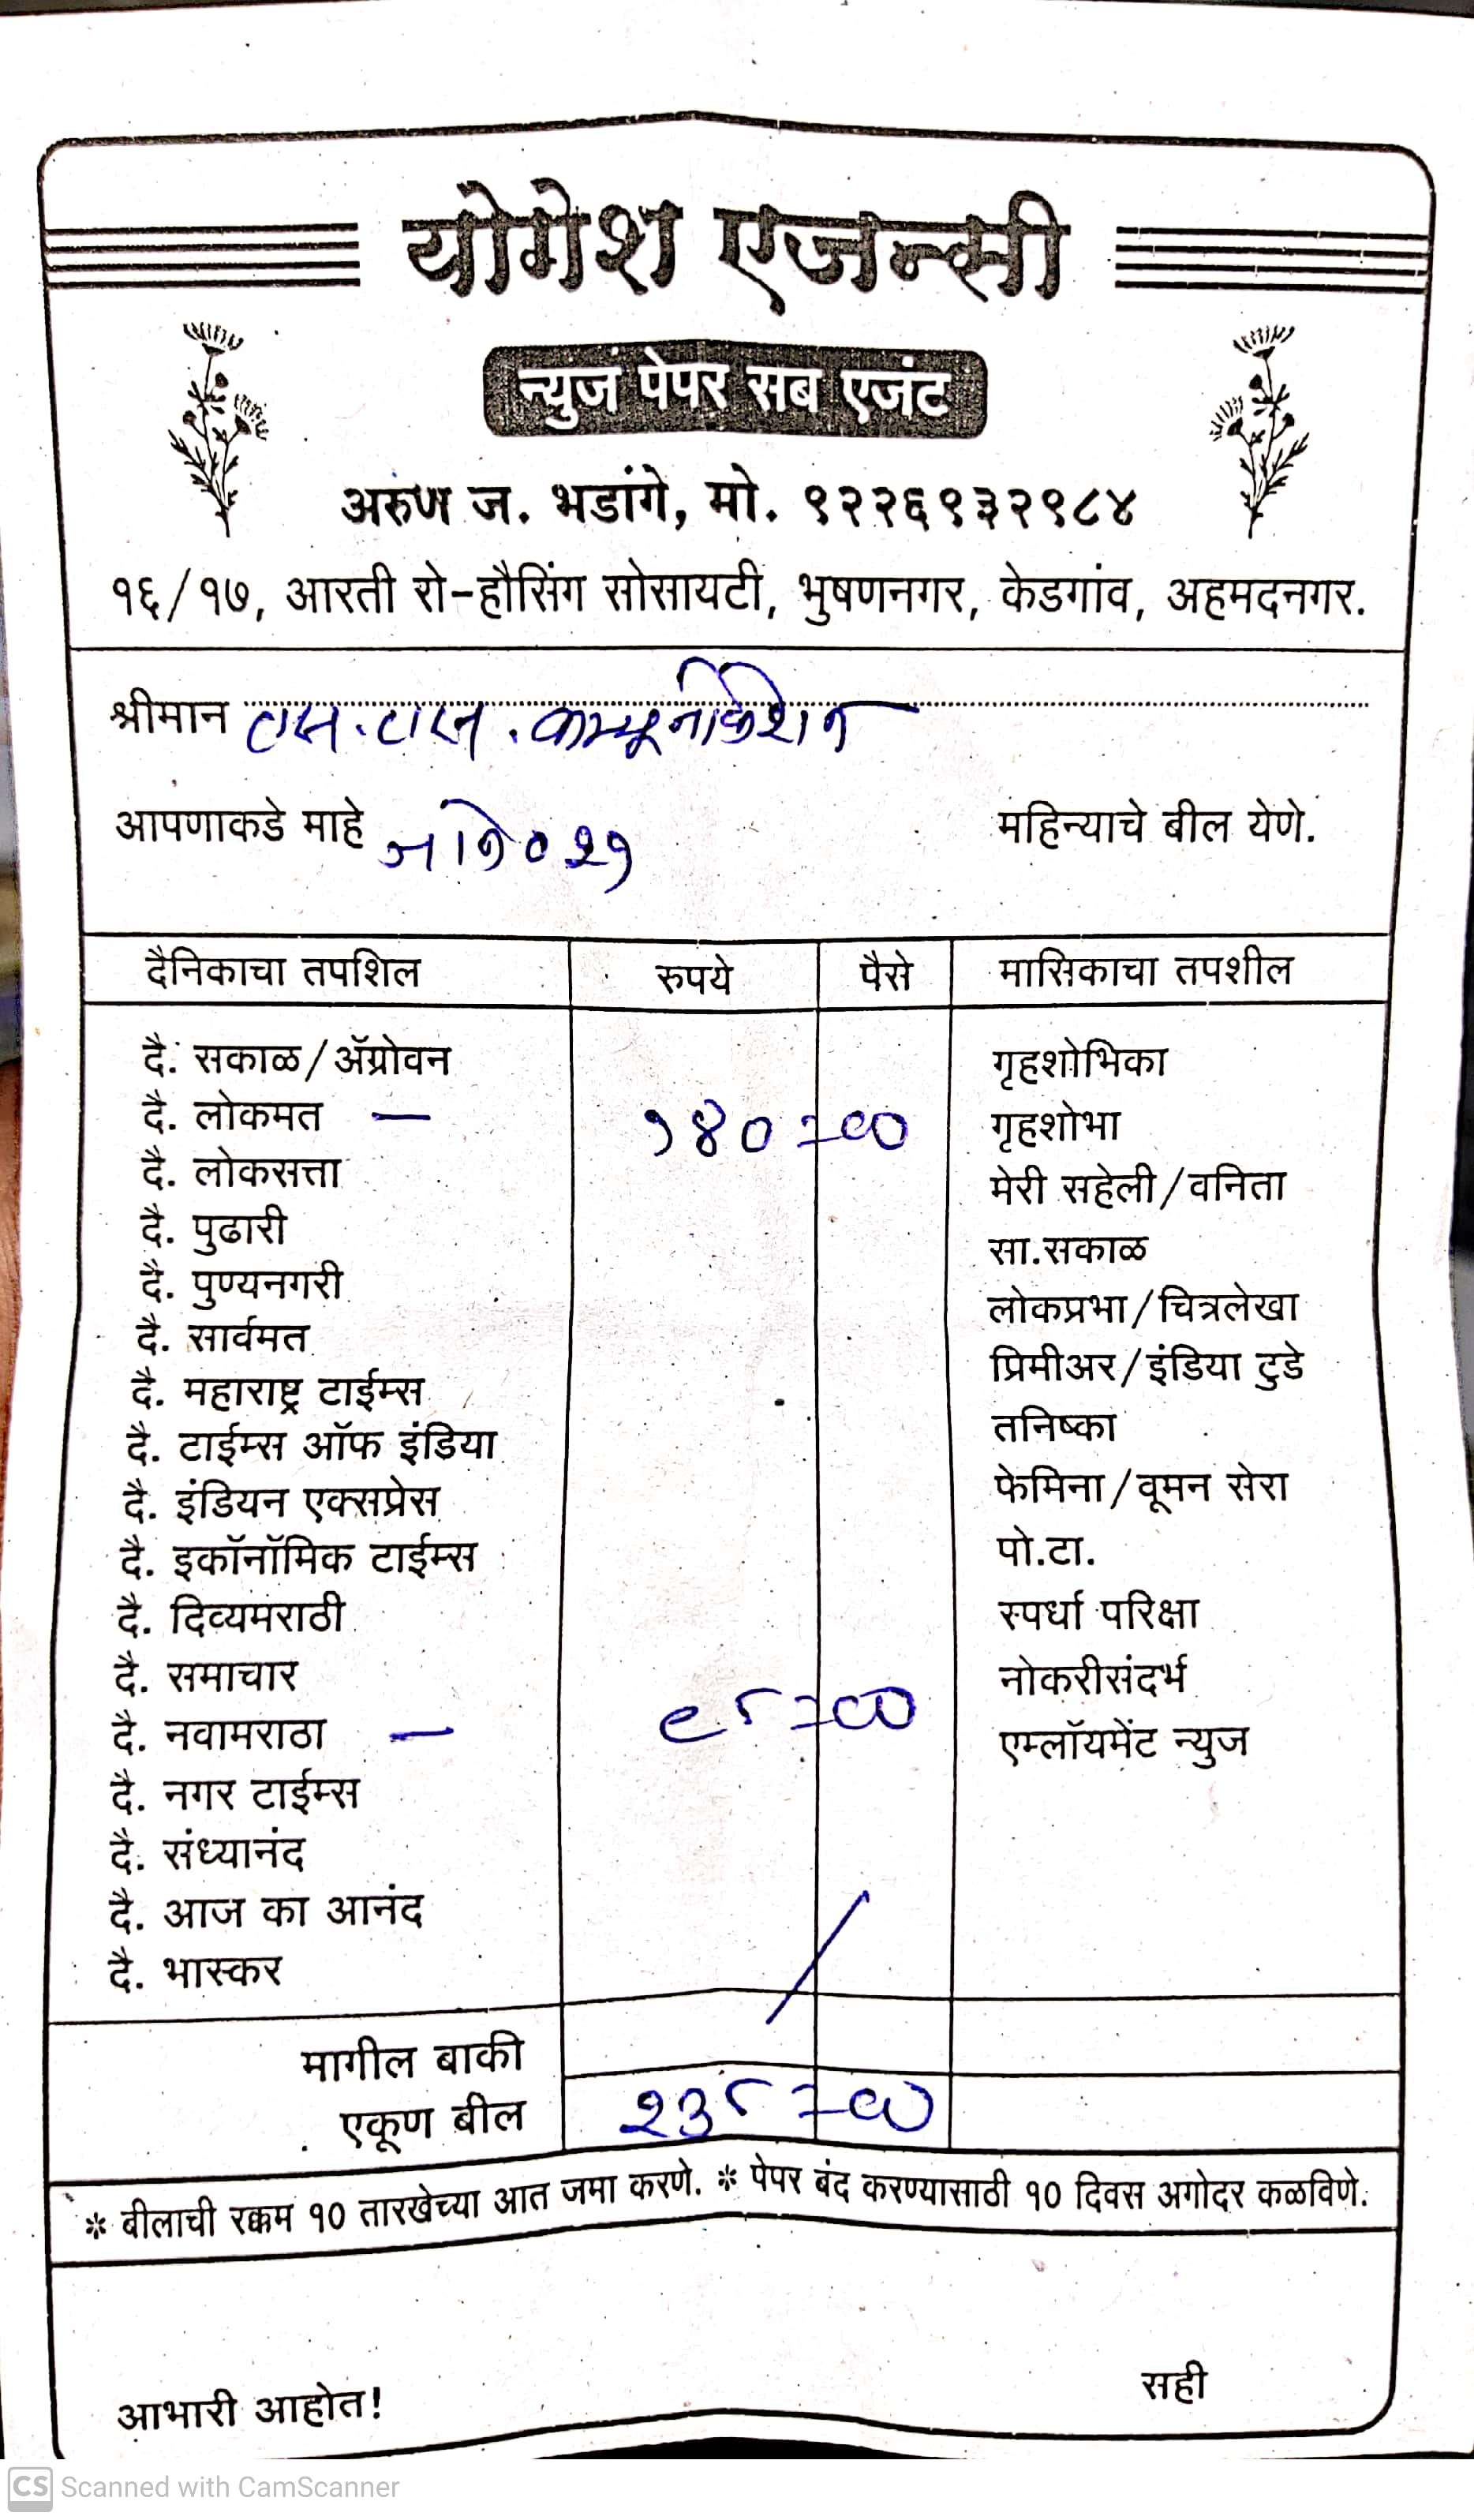 योगेश एजन्सी
न्युज पेपर सब एजंट
अरुण ज. भडांगे, मो. ९२२६९३२९८४
१६/१७, आरती रो-हौसिंग सोसायटी, भुषणनगर, केडगांव, अहमदनगर.
श्रीमान एस.एस.कम्यूनीकेशन
आपणाकडे माहे जाने०२१ महिन्याचे बील येणे.
दैनिकाचा तपशिल रुपये पैसे मासिकाचा तपशील
दै. सकाळ/अ‍ॅग्रोवन गृहशोभिका
दै. लोकमत — १४०=०० गृहशोभा
दै. लोकसत्ता मेरी सहेली/वनिता
दै. पुढारी सा.सकाळ
दै. पुण्यनगरी लोकप्रभा/चित्रलेखा
दै. सार्वमत प्रिमीअर/इंडिया टुडे
दै. महाराष्ट्र टाईम्स तनिष्का
दै. टाईम्स ऑफ इंडिया फेमिना/वूमन सेरा
दै. इंडियन एक्सप्रेस पो.टा.
दै. इकॉनॉमिक टाईम्स स्पर्धा परिक्षा
दै. दिव्यमराठी नोकरीसंदर्भ
दै. समाचार एम्लॉयमेंट न्युज
दै. नवामराठा — ९५=००
दै. नगर टाईम्स
दै. संध्यानंद
दै. आज का आनंद
दै. भास्कर
मागील बाकी /
एकूण बील २३५=००
* बीलाची रक्कम १० तारखेच्या आत जमा करणे. * पेपर बंद करण्यासाठी १० दिवस अगोदर कळविणे.
आभारी आहोत! सही
CS Scanned with CamScanner